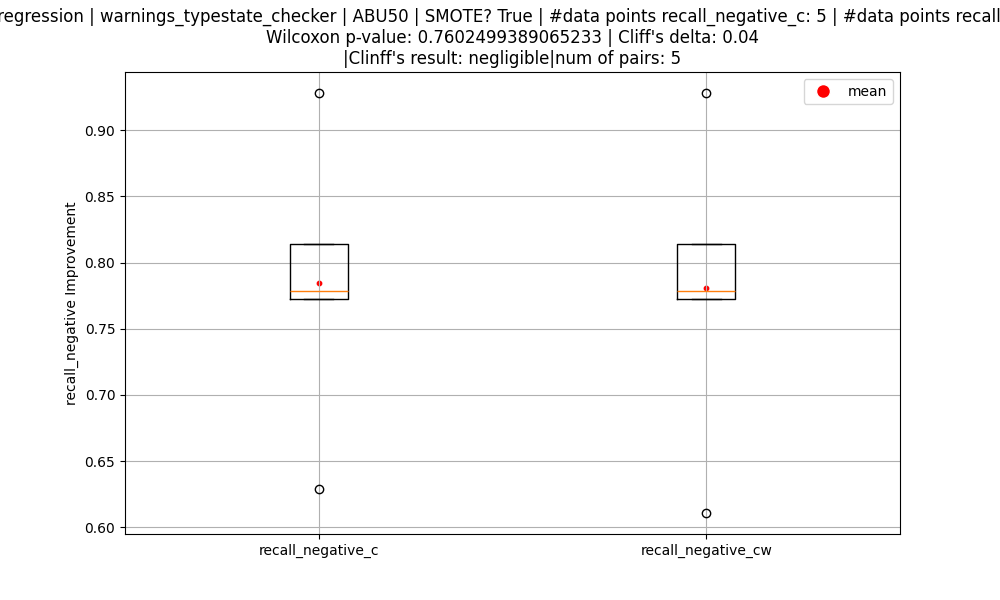 regression | warnings_typestate_checker | ABU50 | SMOTE? True | #data points recall_negative_c: 5 | #data points recall
Wilcoxon p-value: 0.7602499389065233 | Cliff's delta: 0.04
|Clinff's result: negligible|num of pairs: 5
mean
0.90
0.85
0.80
0.75
0.70
0.65
0.60
recall_negative Improvement
recall_negative_c
recall_negative_cw